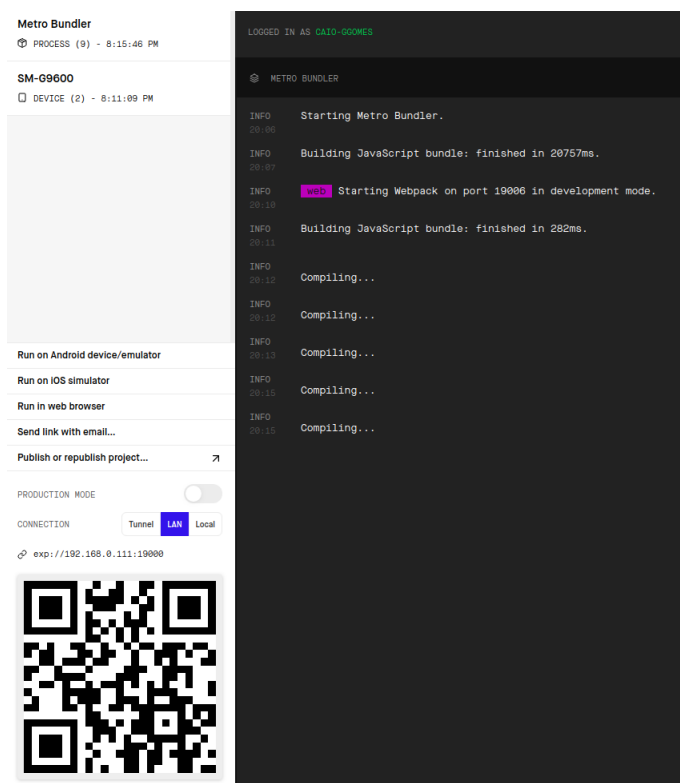 Metro Bundler
PROCESS (9) - 8:15:46 PM
SM-G9600
DEVICE (2) - 8:11:09 PM
Run on Android device/emulator
Run on iOS simulator
Run in web browser
Send link with email...
Publish or republish project...
PRODUCTION MODE
CONNECTION Tunnel LAN Local
exp://192.168.0.111:19000
LOGGED IN AS CAIO-GGOMES
METRO BUNDLER
INFO Starting Metro Bundler.
20:06
INFO Building JavaScript bundle: finished in 20757ms.
20:07
INFO web Starting Webpack on port 19006 in development mode.
20:10
INFO Building JavaScript bundle: finished in 282ms.
20:11
INFO
20:12 Compiling...
INFO
20:12 Compiling...
INFO
20:13 Compiling...
INFO
20:15 Compiling...
INFO
20:15 Compiling...